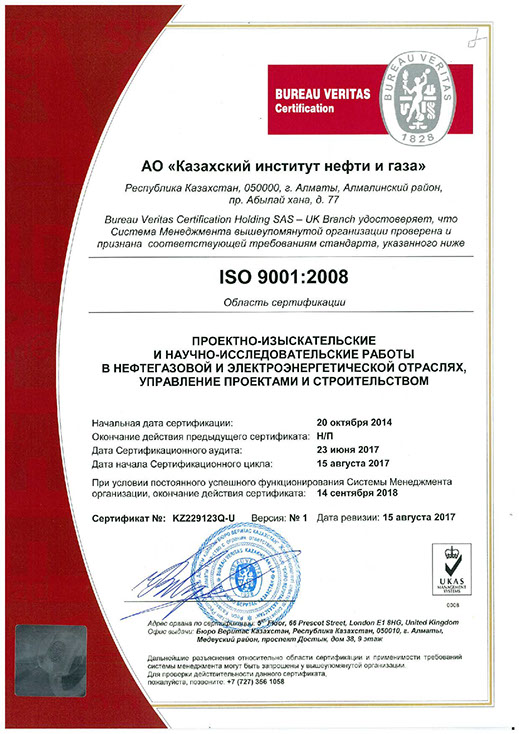 BUREAU VERITAS
Certification
BUREAU VERITAS
1828
АО «Казахский институт нефти и газа»
Республика Казахстан, 050000, г. Алматы, Алмалинский район,
пр. Абылай хана, д. 77
Bureau Veritas Certification Holding SAS – UK Branch удостоверяет, что
Система Менеджмента вышеупомянутой организации проверена и
признана соответствующей требованиям стандарта, указанного ниже
ISO 9001:2008
Область сертификации
ПРОЕКТНО-ИЗЫСКАТЕЛЬСКИЕ
И НАУЧНО-ИССЛЕДОВАТЕЛЬСКИЕ РАБОТЫ
В НЕФТЕГАЗОВОЙ И ЭЛЕКТРОЭНЕРГЕТИЧЕСКОЙ ОТРАСЛЯХ,
УПРАВЛЕНИЕ ПРОЕКТАМИ И СТРОИТЕЛЬСТВОМ
Начальная дата сертификации: 20 октября 2014
Окончание действия предыдущего сертификата: Н/П
Дата Сертификационного аудита: 23 июня 2017
Дата начала Сертификационного цикла: 15 августа 2017
При условии постоянного успешного функционирования Системы Менеджмента
организации, окончание действия сертификата: 14 сентября 2018
Сертификат №: KZ229123Q-U Версия: № 1 Дата ревизии: 15 августа 2017
UKAS
MANAGEMENT
SYSTEMS
0008
Адрес органа по сертификации: 5th Floor, 66 Prescot Street, London E1 8HG, United Kingdom
Офис выдачи: Бюро Веритас Казахстан, Республика Казахстан, 050010, г. Алматы,
Медеуский район, проспект Достык, дом 38, 9 этаж
Дальнейшие разъяснения относительно области сертификации и применимости требований
системы менеджмента могут быть запрошены у вышеупомянутой организации.
Для проверки действительности данного сертификата,
пожалуйста, позвоните: +7 (727) 356 1058